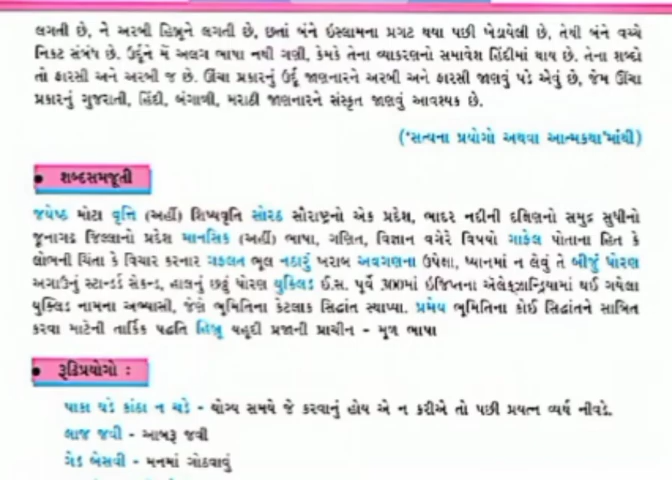 લગતી છે, ને અરબી હિબ્રુને લગતી છે, છતાં બંને ઇસ્લામના પ્રગટ થયા પછી ખેડાયેલી છે, તેથી બંને વચ્ચે
નિકટ સંબંધ છે. ઉર્દૂને મેં અલગ ભાષા નથી ગણી, કેમકે તેના વ્યાકરણનો સમાવેશ હિંદીમાં થાય છે. તેના શબ્દો
તો ફારસી અને અરબી જ છે. ઊંચા પ્રકારનું ઉર્દૂ જાણનારને અરબી અને ફારસી જાણવું પડે એવું છે, જેમ ઊંચા
પ્રકારનું ગુજરાતી, હિંદી, બંગાળી, મરાઠી જાણનારને સંસ્કૃત જાણવું આવશ્યક છે.
('સત્યના પ્રયોગો અથવા આત્મકથા'માંથી)
• શબ્દસમજૂતી
જ્યેષ્ઠ મોટા વૃત્તિ (અહીં) શિષ્યવૃતિ સોરઠ સૌરાષ્ટ્રનો એક પ્રદેશ, ભાદર નદીની દક્ષિણનો સમુદ્ર સુધીનો
જૂનાગઢ જિલ્લાનો પ્રદેશ માનસિક (અહીં) ભાષા, ગણિત, વિજ્ઞાન વગેરે વિષયો ગાફેલ પોતાના હિત કે
લોભની ચિંતા કે વિચાર કરનાર ગફલત ભૂલ નઠારું ખરાબ અવગણના ઉપેક્ષા, ધ્યાનમાં ન લેવું તે બીજું ધોરણ
અગાઉનું સ્ટાન્ડર્ડ સેકન્ડ, હાલનું છઠ્ઠું ધોરણ યુક્લિડ ઈ.સ. પૂર્વે 300માં ઇજિપ્તના એલેક્ઝાન્ડ્રિયામાં થઈ ગયેલા
યુક્લિડ નામના અભ્યાસી, જેણે ભૂમિતિના કેટલાક સિદ્ધાંત સ્થાપ્યા. પ્રમેય ભૂમિતિના કોઈ સિદ્ધાંતને સાબિત
કરવા માટેની તાર્કિક પદ્ધતિ હિબ્રૂ યહૂદી પ્રજાની પ્રાચીન - મૂળ ભાષા
• રૂઢિપ્રયોગો :
પાકા ઘડે કાંઠા ન ચડે - યોગ્ય સમયે જે કરવાનું હોય એ ન કરીએ તો પછી પ્રયત્ન વ્યર્થ નીવડે.
લાજ જવી - આબરૂ જવી
ગેડ બેસવી - મનમાં ગોઠવાવું